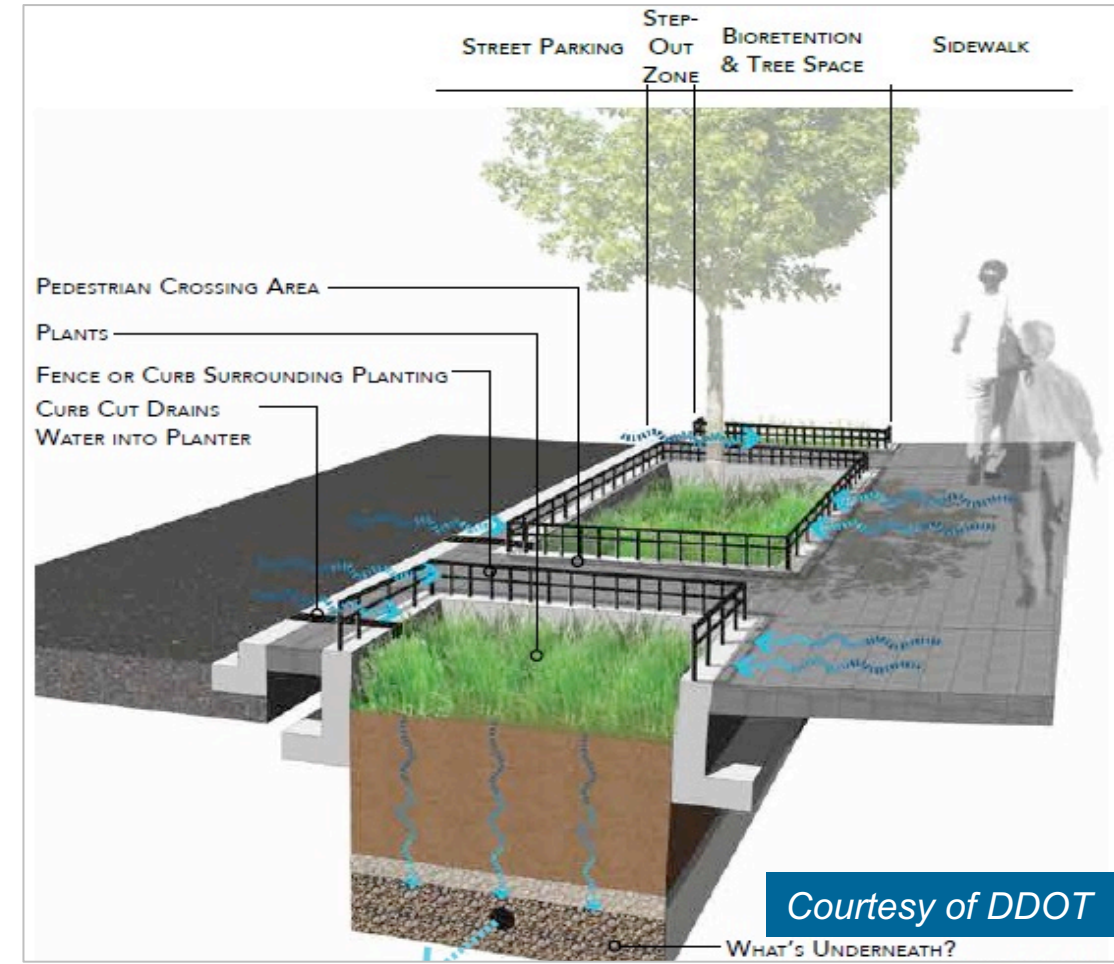 STREET PARKING
STEP-
OUT
ZONE
BIORETENTION
& TREE SPACE
SIDEWALK
PEDESTRIAN CROSSING AREA
PLANTS
FENCE OR CURB SURROUNDING PLANTING
CURB CUT DRAINS
WATER INTO PLANTER
Courtesy of DDOT
WHAT'S UNDERNEATH?